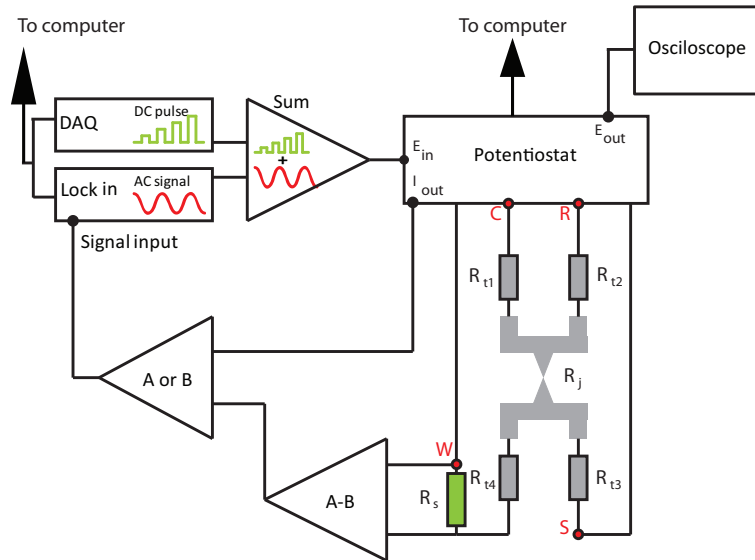 To computer
To computer
Osciloscope
Sum
DAQ
DC pulse
E out
E in
Potentiostat
+
Lock in
AC signal
I out
C
R
Signal input
R t1
R t2
A or B
R j
W
R s
R t4
R t3
A-B
S